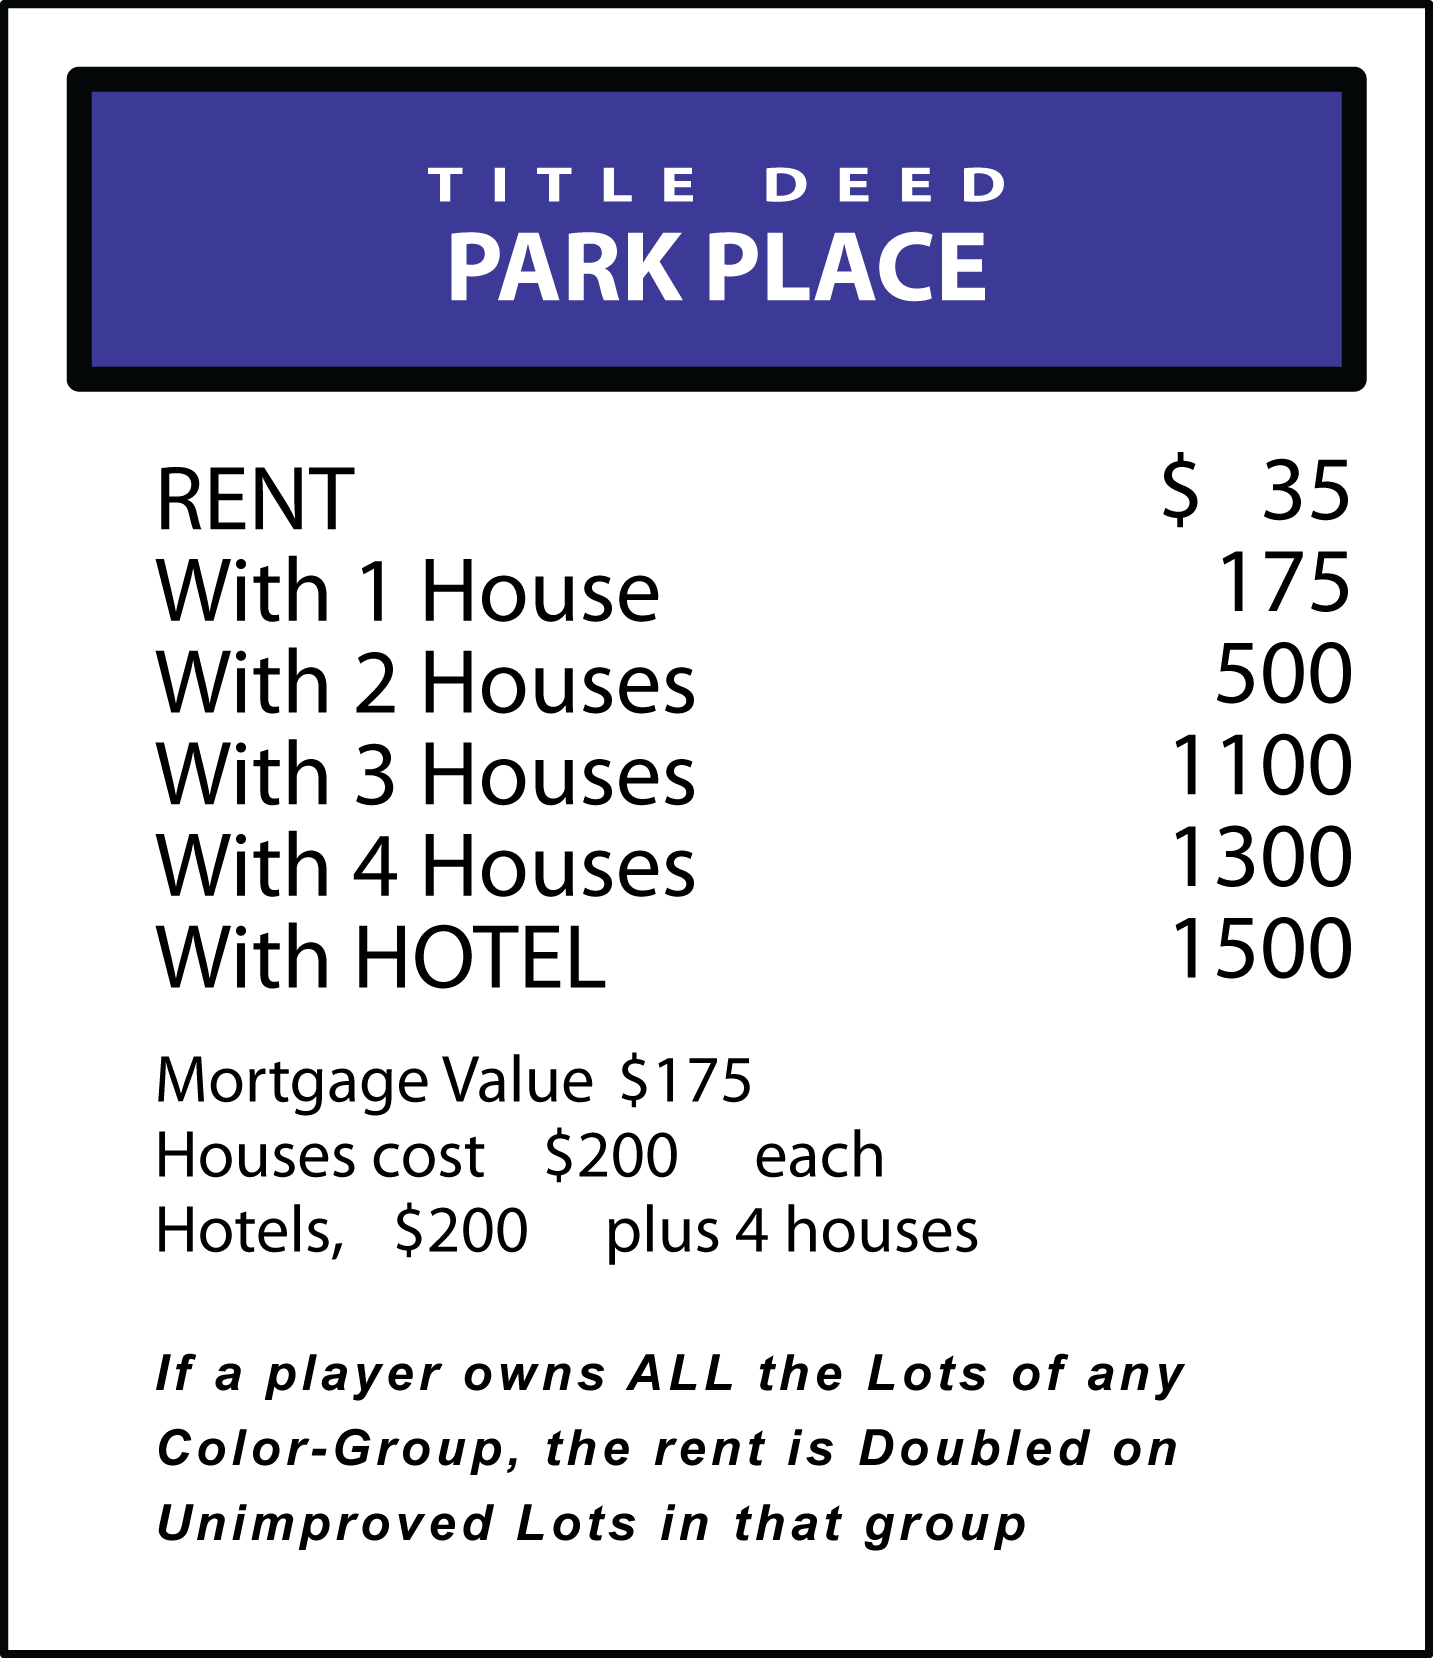 TITLE DEED
PARK PLACE
RENT $ 35
With 1 House 175
With 2 Houses 500
With 3 Houses 1100
With 4 Houses 1300
With HOTEL 1500
Mortgage Value $175
Houses cost $200 each
Hotels, $200 plus 4 houses
If a player owns ALL the Lots of any
Color-Group, the rent is Doubled on
Unimproved Lots in that group